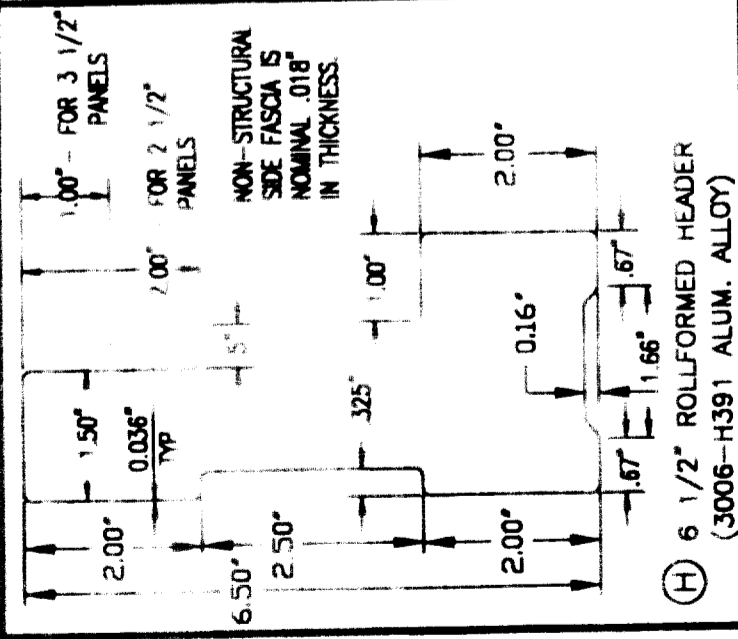 1.00" - FOR 3 1/2"
PANELS
2.00" FOR 2 1/2"
PANELS
NON-STRUCTURAL
SIDE FASCIA IS
NOMINAL .018"
IN THICKNESS.
1.50"
0.036"
TYP
.5"
2.00"
2.50"
2.00"
6.50"
.325"
1.00"
2.00"
0.16"
.67"
1.66"
.67"
H 6 1/2" ROLLFORMED HEADER
(3006-H391 ALUM. ALLOY)